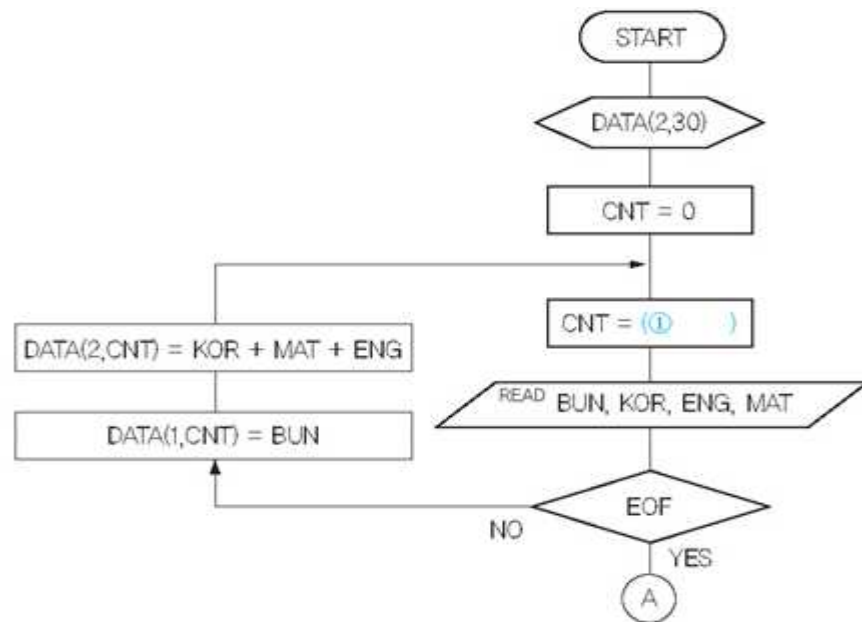 START
DATA(2,30)
CNT = 0
CNT = (① )
READ BUN, KOR, ENG, MAT
EOF
NO
YES
A
DATA(1,CNT) = BUN
DATA(2,CNT) = KOR + MAT + ENG